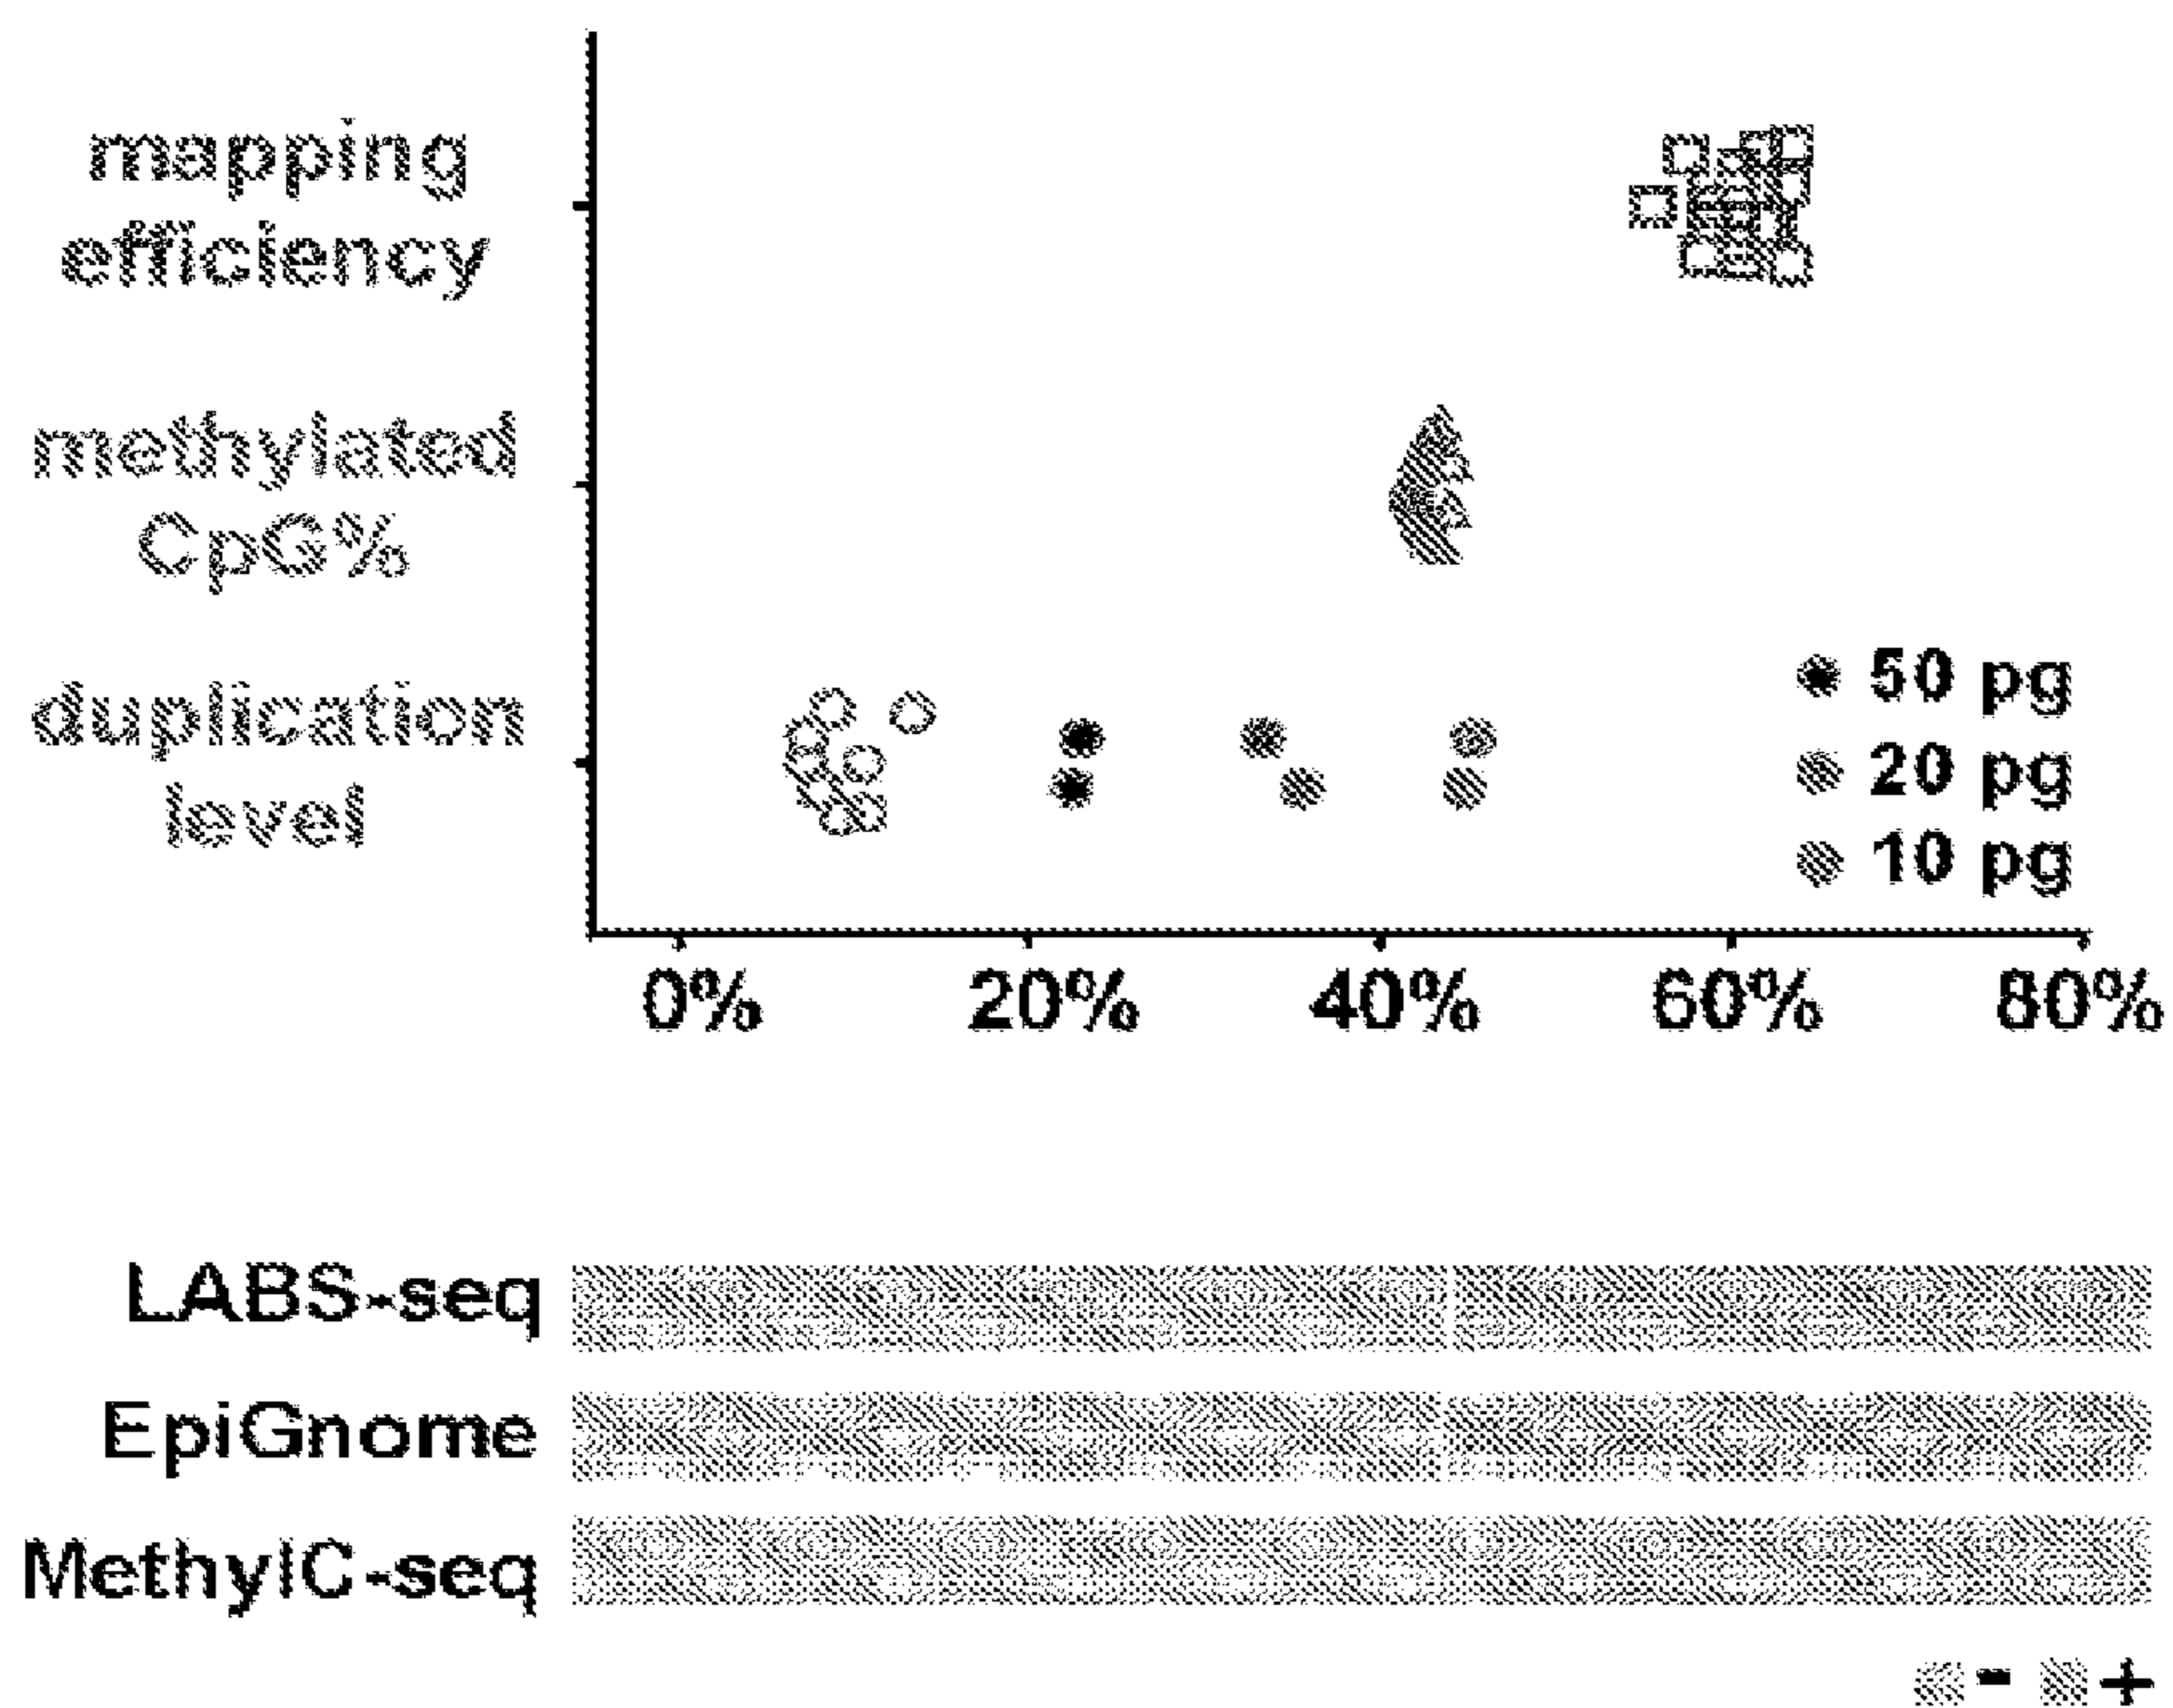 mapping
efficiency
methylated
CpG%
duplication
level
50 pg
20 pg
10 pg
0% 20% 40% 60% 80%
LABS-seq
EpiGnome
MethylC-seq
- +